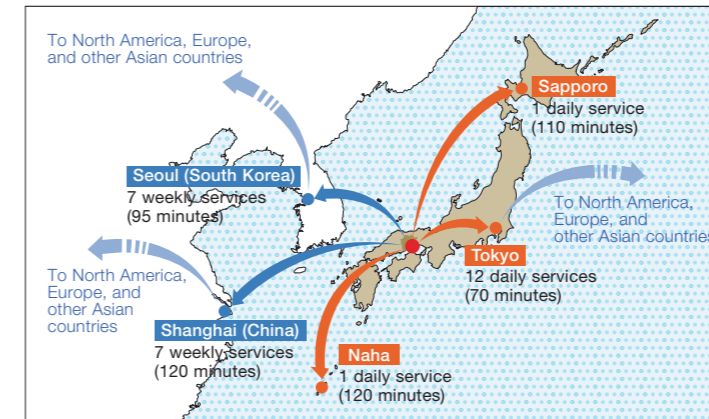 To North America, Europe,
and other Asian countries
Sapporo
1 daily service
(110 minutes)
Seoul (South Korea)
7 weekly services
(95 minutes)
To North America,
Europe, and
other Asian countries
Tokyo
12 daily services
(70 minutes)
To North America,
Europe, and
other Asian
countries
Shanghai (China)
7 weekly services
(120 minutes)
Naha
1 daily service
(120 minutes)